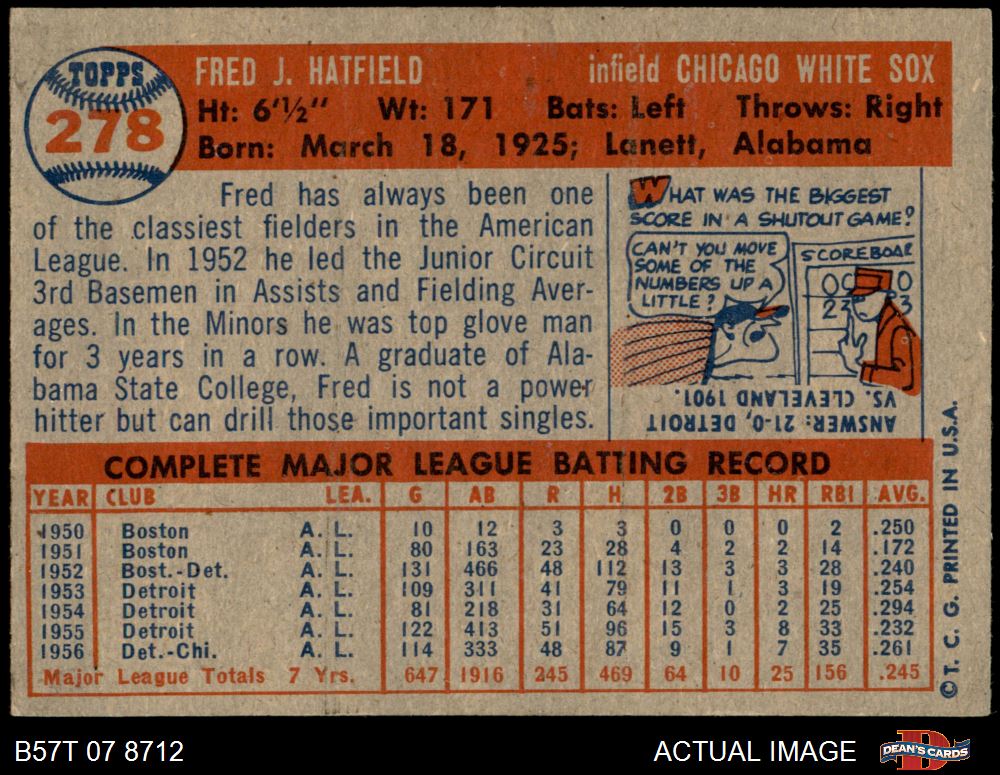 TOPPS
278
FRED J. HATFIELD infield CHICAGO WHITE SOX
Ht: 6'½" Wt: 171 Bats: Left Throws: Right
Born: March 18, 1925; Lanett, Alabama
Fred has always been one
of the classiest fielders in the American
League. In 1952 he led the Junior Circuit
3rd Basemen in Assists and Fielding Aver-
ages. In the Minors he was top glove man
for 3 years in a row. A graduate of Ala-
bama State College, Fred is not a power
hitter but can drill those important singles.
WHAT WAS THE BIGGEST
SCORE IN A SHUTOUT GAME?
CAN'T YOU MOVE
SOME OF THE
NUMBERS UP A
LITTLE?
SCOREBOAR
00 0
23 3
ANSWER: 21-0, DETROIT
VS. CLEVELAND 1901.
COMPLETE MAJOR LEAGUE BATTING RECORD
YEAR CLUB LEA. G AB R H 2B 3B HR RBI AVG.
1950 Boston A. L. 10 12 3 3 0 0 0 2 .250
1951 Boston A. L. 80 163 23 28 4 2 2 14 .172
1952 Bost.-Det. A. L. 131 466 48 112 13 3 3 28 .240
1953 Detroit A. L. 109 311 41 79 11 1 3 19 .254
1954 Detroit A. L. 81 218 31 64 12 0 2 25 .294
1955 Detroit A. L. 122 413 51 96 15 3 8 33 .232
1956 Det.-Chi. A. L. 114 333 48 87 9 1 7 35 .261
Major League Totals 7 Yrs. 647 1916 245 469 64 10 25 156 .245
© T. C. G. PRINTED IN U.S.A.
B57T 07 8712 ACTUAL IMAGE
DEAN'S CARDS